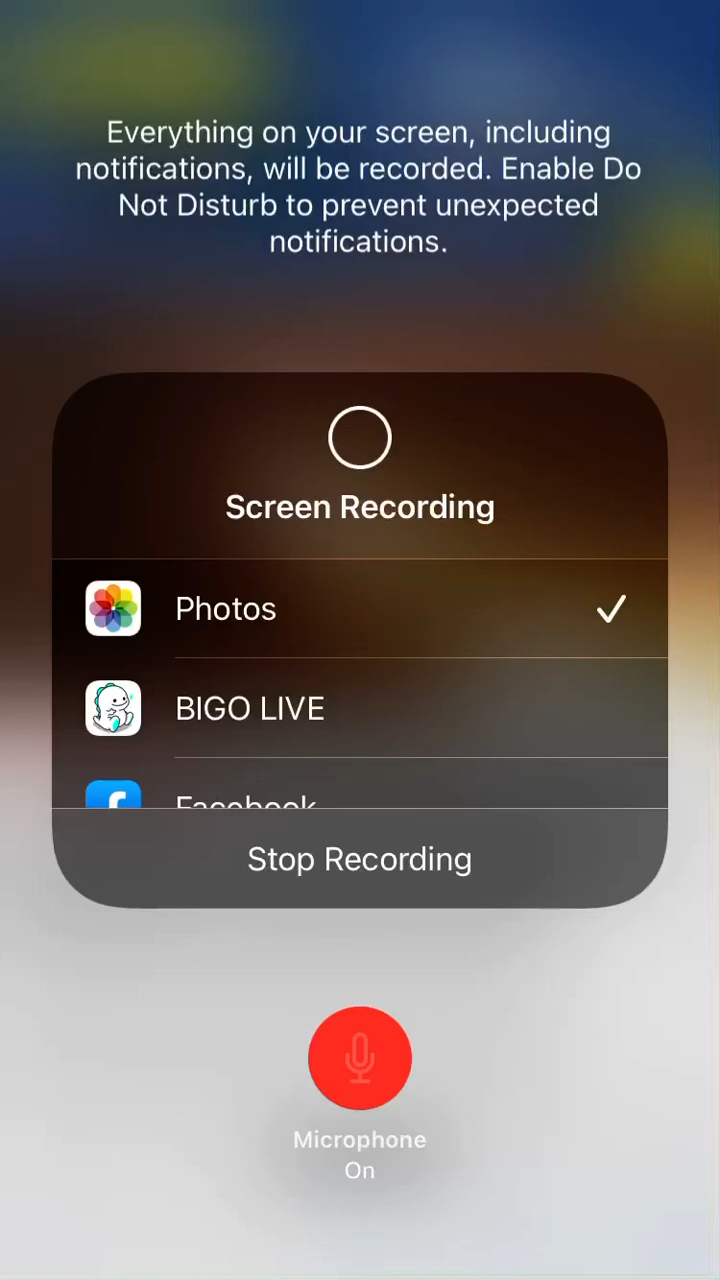 Everything on your screen, including
notifications, will be recorded. Enable Do
Not Disturb to prevent unexpected
notifications.
Screen Recording
Photos
BIGO LIVE
Facebook
Stop Recording
Microphone
On